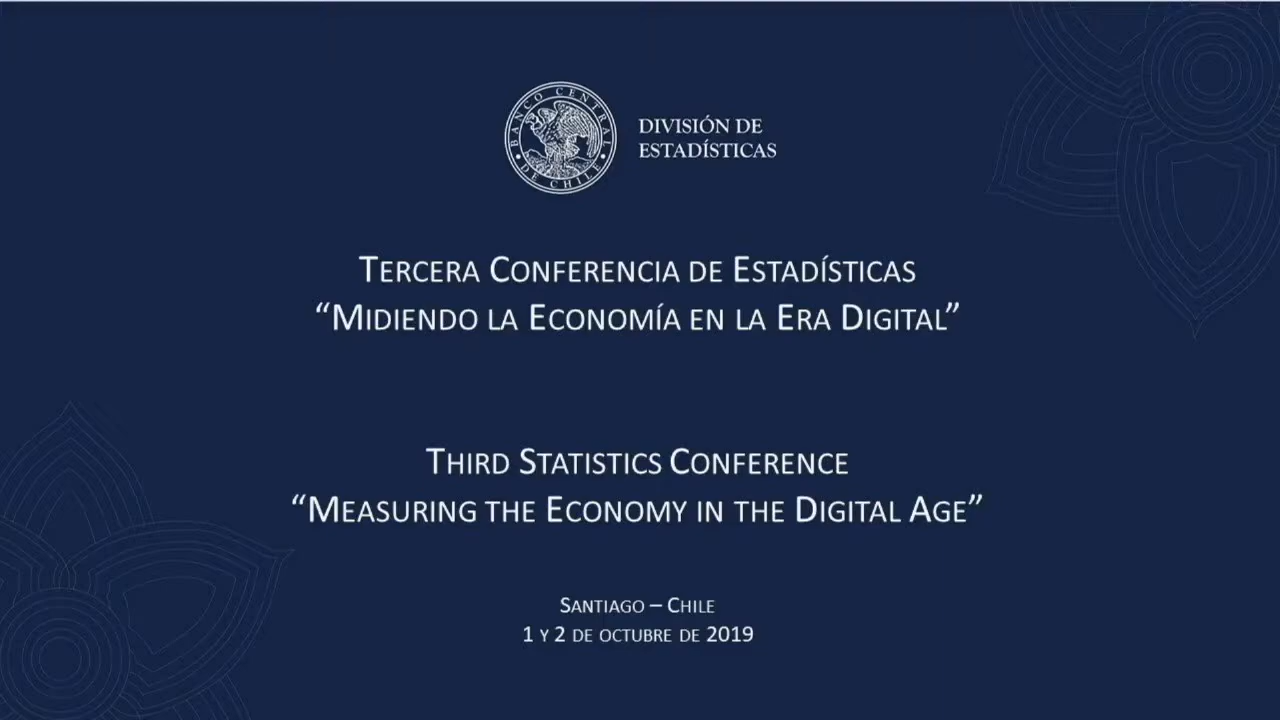 BANCO CENTRAL
DE CHILE
DIVISIÓN DE
ESTADÍSTICAS
TERCERA CONFERENCIA DE ESTADÍSTICAS
“MIDIENDO LA ECONOMÍA EN LA ERA DIGITAL”
THIRD STATISTICS CONFERENCE
“MEASURING THE ECONOMY IN THE DIGITAL AGE”
SANTIAGO – CHILE
1 Y 2 DE OCTUBRE DE 2019